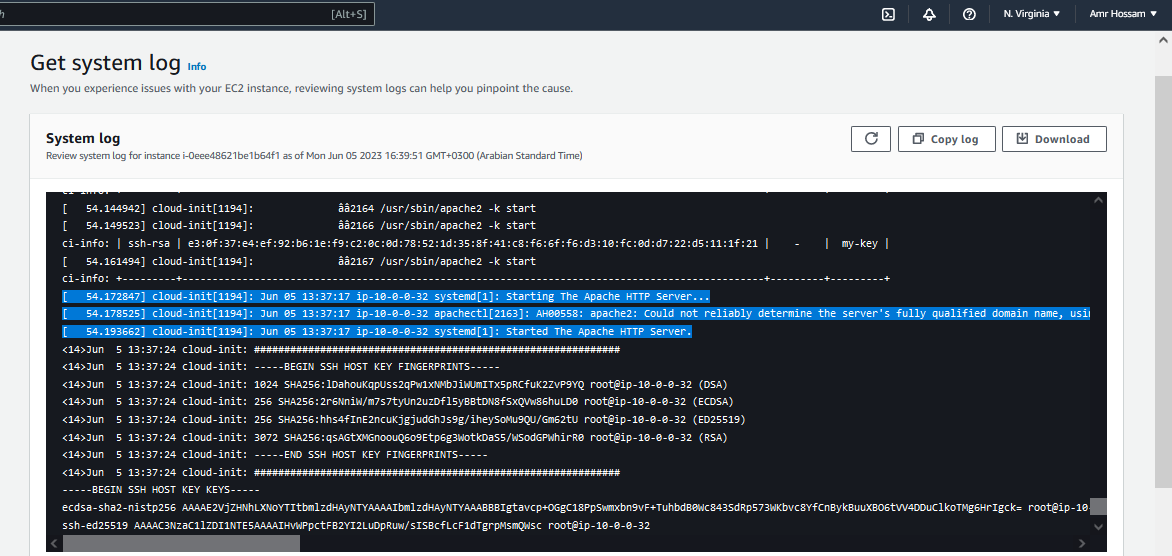 h [Alt+S] N. Virginia ▼ Amr Hossam ▼
Get system log Info
When you experience issues with your EC2 instance, reviewing system logs can help you pinpoint the cause.
System log
Review system log for instance i-0eee48621be1b64f1 as of Mon Jun 05 2023 16:39:51 GMT+0300 (Arabian Standard Time)
Copy log
Download
[   54.144942] cloud-init[1194]:             ââ2164 /usr/sbin/apache2 -k start
[   54.149523] cloud-init[1194]:             ââ2166 /usr/sbin/apache2 -k start
ci-info: | ssh-rsa | e3:0f:37:e4:ef:92:b6:1e:f9:c2:0c:0d:78:52:1d:35:8f:41:c8:f6:6f:f6:d3:10:fc:0d:d7:22:d5:11:1f:21 |    -    |  my-key |
[   54.161494] cloud-init[1194]:             ââ2167 /usr/sbin/apache2 -k start
ci-info: +---------+-------------------------------------------------------------------------------------------------+---------+---------+
[   54.172847] cloud-init[1194]: Jun 05 13:37:17 ip-10-0-0-32 systemd[1]: Starting The Apache HTTP Server...
[   54.178525] cloud-init[1194]: Jun 05 13:37:17 ip-10-0-0-32 apachectl[2163]: AH00558: apache2: Could not reliably determine the server's fully qualified domain name, usin
[   54.193662] cloud-init[1194]: Jun 05 13:37:17 ip-10-0-0-32 systemd[1]: Started The Apache HTTP Server.
<14>Jun  5 13:37:24 cloud-init: #############################################################
<14>Jun  5 13:37:24 cloud-init: -----BEGIN SSH HOST KEY FINGERPRINTS-----
<14>Jun  5 13:37:24 cloud-init: 1024 SHA256:lDahouKqpUss2qPw1xNMbJiWUmITx5pRCfuK2ZvP9YQ root@ip-10-0-0-32 (DSA)
<14>Jun  5 13:37:24 cloud-init: 256 SHA256:2r6NniW/m7s7tyUn2uzDfl5yBBtDN8fSxQVw86huLD0 root@ip-10-0-0-32 (ECDSA)
<14>Jun  5 13:37:24 cloud-init: 256 SHA256:hhs4fInE2ncuKjgjudGhJs9g/iheySoMu9QU/Gm62tU root@ip-10-0-0-32 (ED25519)
<14>Jun  5 13:37:24 cloud-init: 3072 SHA256:qsAGtXMGnoouQ6o9Etp6g3WotkDaS5/WSodGPWhirR0 root@ip-10-0-0-32 (RSA)
<14>Jun  5 13:37:24 cloud-init: -----END SSH HOST KEY FINGERPRINTS-----
<14>Jun  5 13:37:24 cloud-init: #############################################################
-----BEGIN SSH HOST KEY KEYS-----
ecdsa-sha2-nistp256 AAAAE2VjZHNhLXNoYTItbmlzdHAyNTYAAAAIbmlzdHAyNTYAAABBBIgtavcp+OGgC18PpSwmxbn9vF+TuhbdB0Wc843SdRp573WKbvc8YfCnBykBuuXBO6tVV4DDuClkoTMg6HrIgck= root@ip-10-
ssh-ed25519 AAAAC3NzaC1lZDI1NTE5AAAAIHvWPpctFB2YI2LuDpRuw/sISBcfLcF1dTgrpMsmQWsc root@ip-10-0-0-32